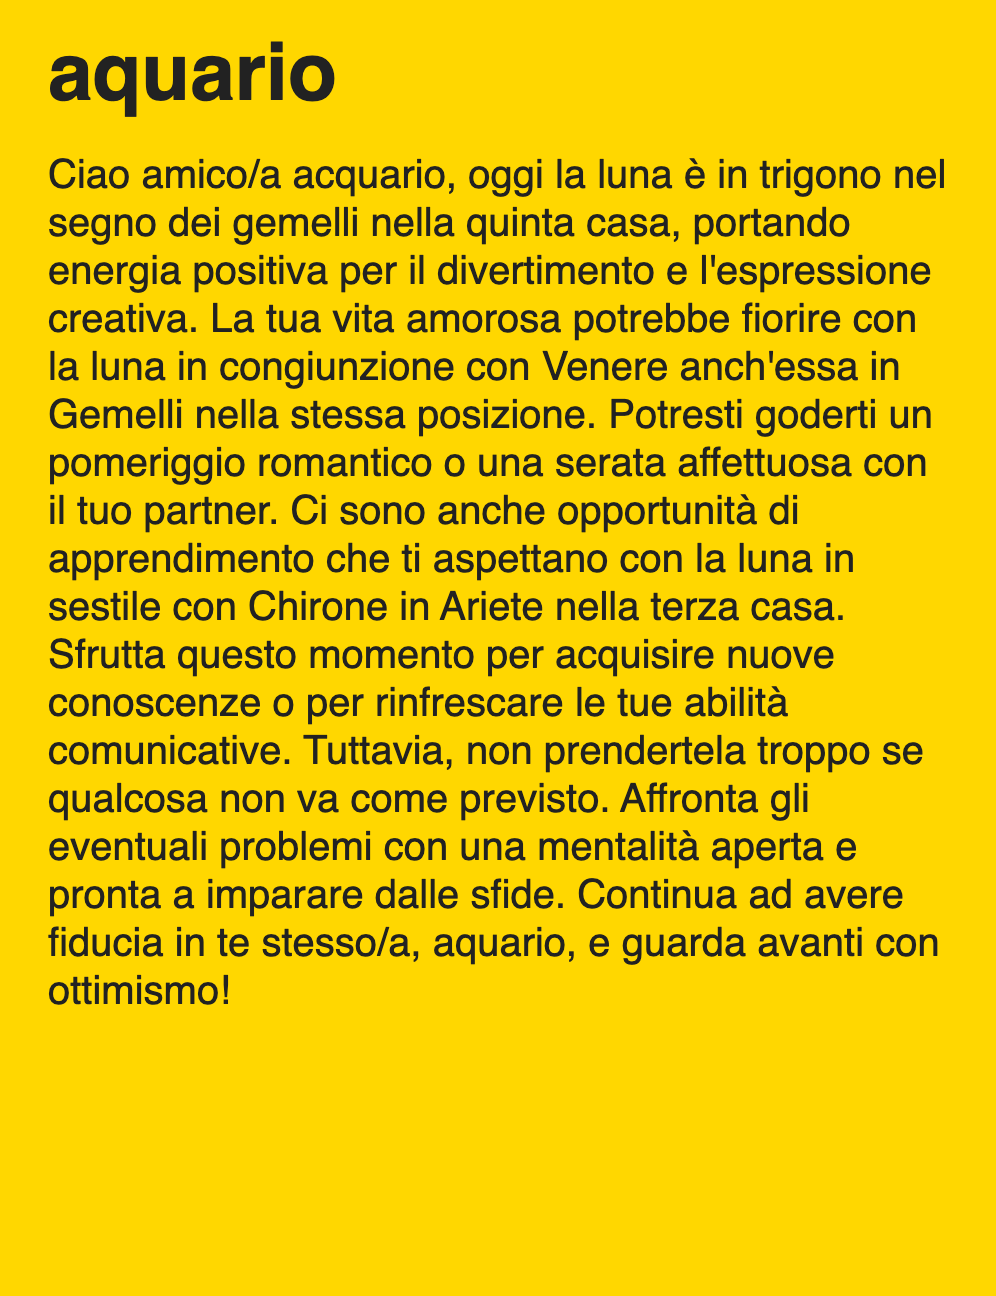 aquario
Ciao amico/a acquario, oggi la luna è in trigono nel
segno dei gemelli nella quinta casa, portando
energia positiva per il divertimento e l'espressione
creativa. La tua vita amorosa potrebbe fiorire con
la luna in congiunzione con Venere anch'essa in
Gemelli nella stessa posizione. Potresti goderti un
pomeriggio romantico o una serata affettuosa con
il tuo partner. Ci sono anche opportunità di
apprendimento che ti aspettano con la luna in
sestile con Chirone in Ariete nella terza casa.
Sfrutta questo momento per acquisire nuove
conoscenze o per rinfrescare le tue abilità
comunicative. Tuttavia, non prendertela troppo se
qualcosa non va come previsto. Affronta gli
eventuali problemi con una mentalità aperta e
pronta a imparare dalle sfide. Continua ad avere
fiducia in te stesso/a, aquario, e guarda avanti con
ottimismo!